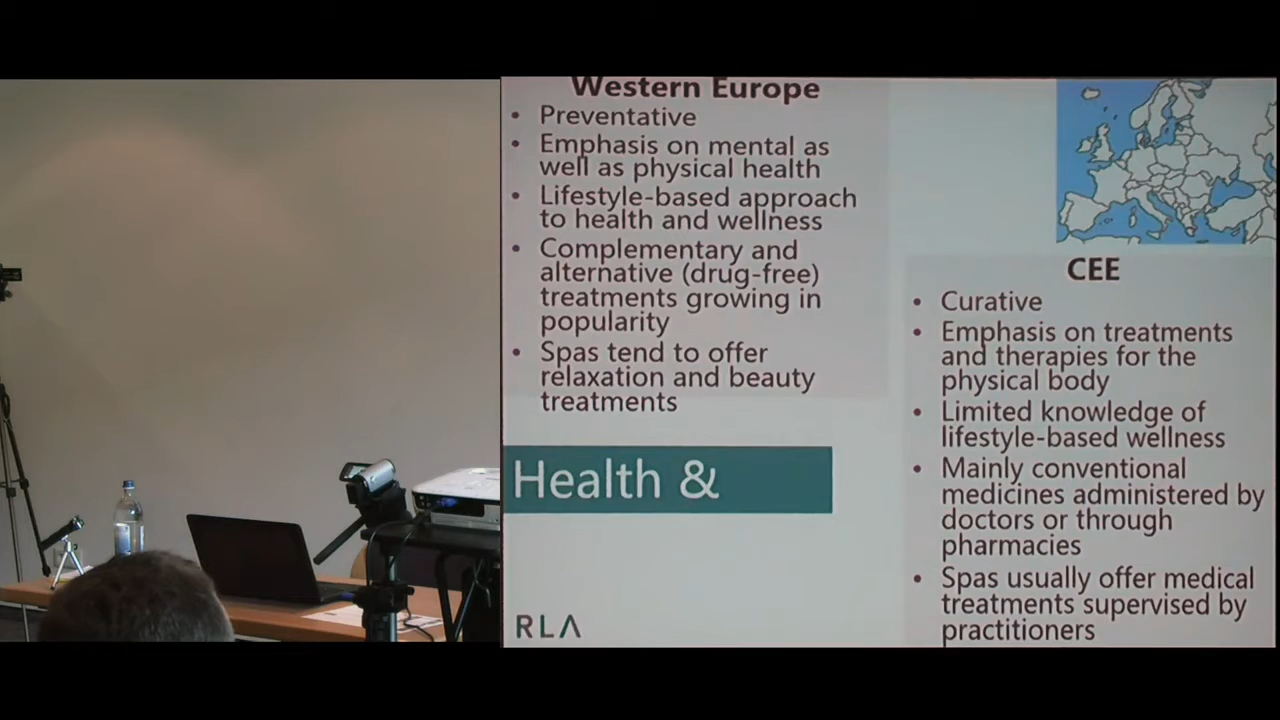 Western Europe
• Preventative
• Emphasis on mental as
well as physical health
• Lifestyle-based approach
to health and wellness
• Complementary and
alternative (drug-free)
treatments growing in
popularity
• Spas tend to offer
relaxation and beauty
treatments
Health &
RLA
CEE
• Curative
• Emphasis on treatments
and therapies for the
physical body
• Limited knowledge of
lifestyle-based wellness
• Mainly conventional
medicines administered by
doctors or through
pharmacies
• Spas usually offer medical
treatments supervised by
practitioners